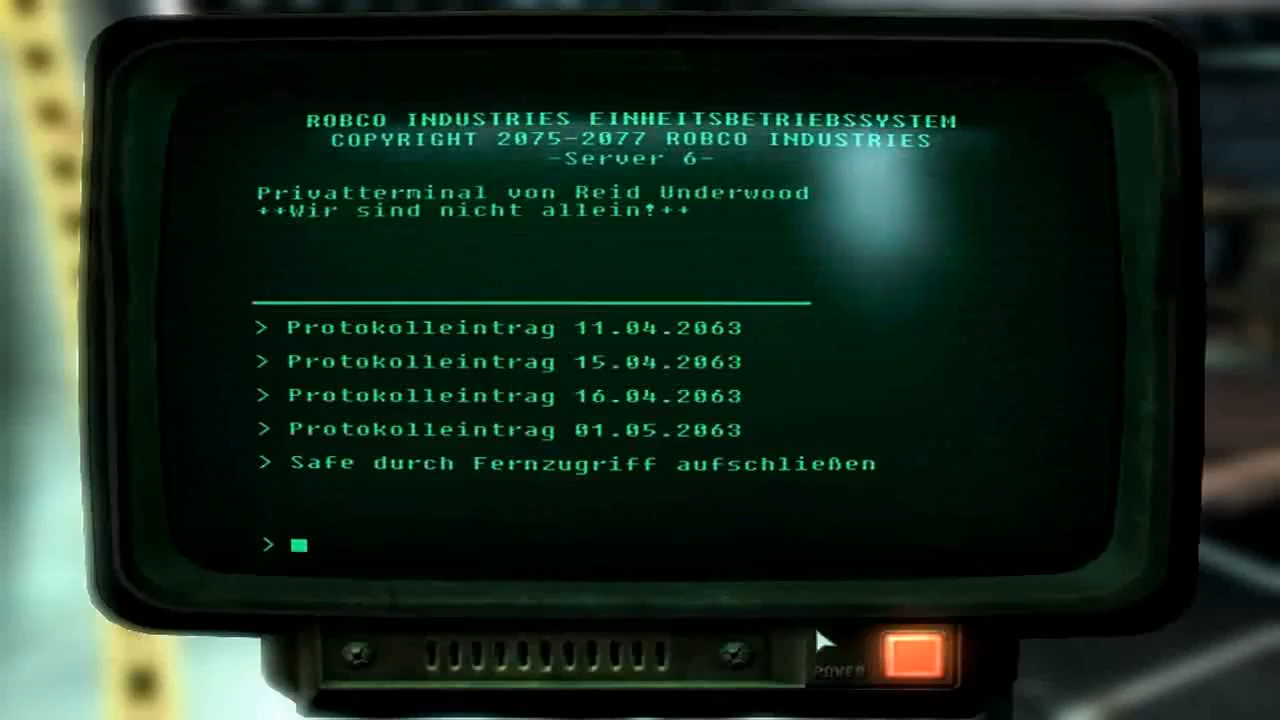 ROBCO INDUSTRIES EINHEITSBETRIEBSSYSTEM
COPYRIGHT 2075-2077 ROBCO INDUSTRIES
-Server 6-
Privatterminal von Reid Underwood
++Wir sind nicht allein!++
> Protokolleintrag 11.04.2063
> Protokolleintrag 15.04.2063
> Protokolleintrag 16.04.2063
> Protokolleintrag 01.05.2063
> Safe durch Fernzugriff aufschließen
>
POWER